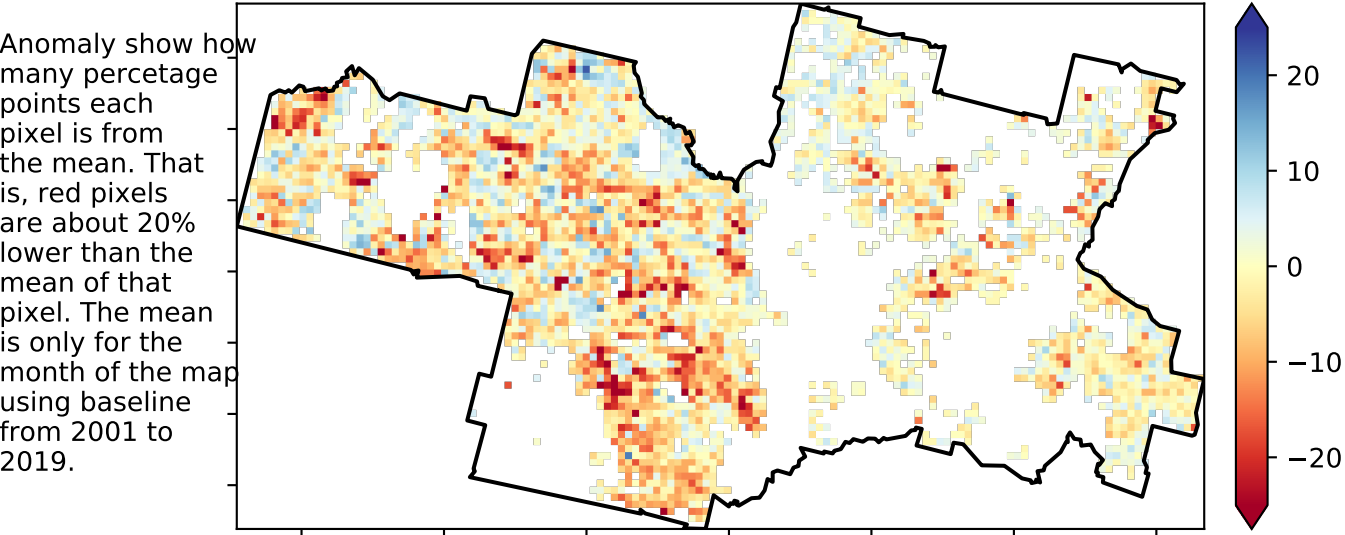 Anomaly show how
many percetage
points each
pixel is from
the mean. That
is, red pixels
are about 20%
lower than the
mean of that
pixel. The mean
is only for the
month of the map
using baseline
from 2001 to
2019.
20
10
0
−10
−20